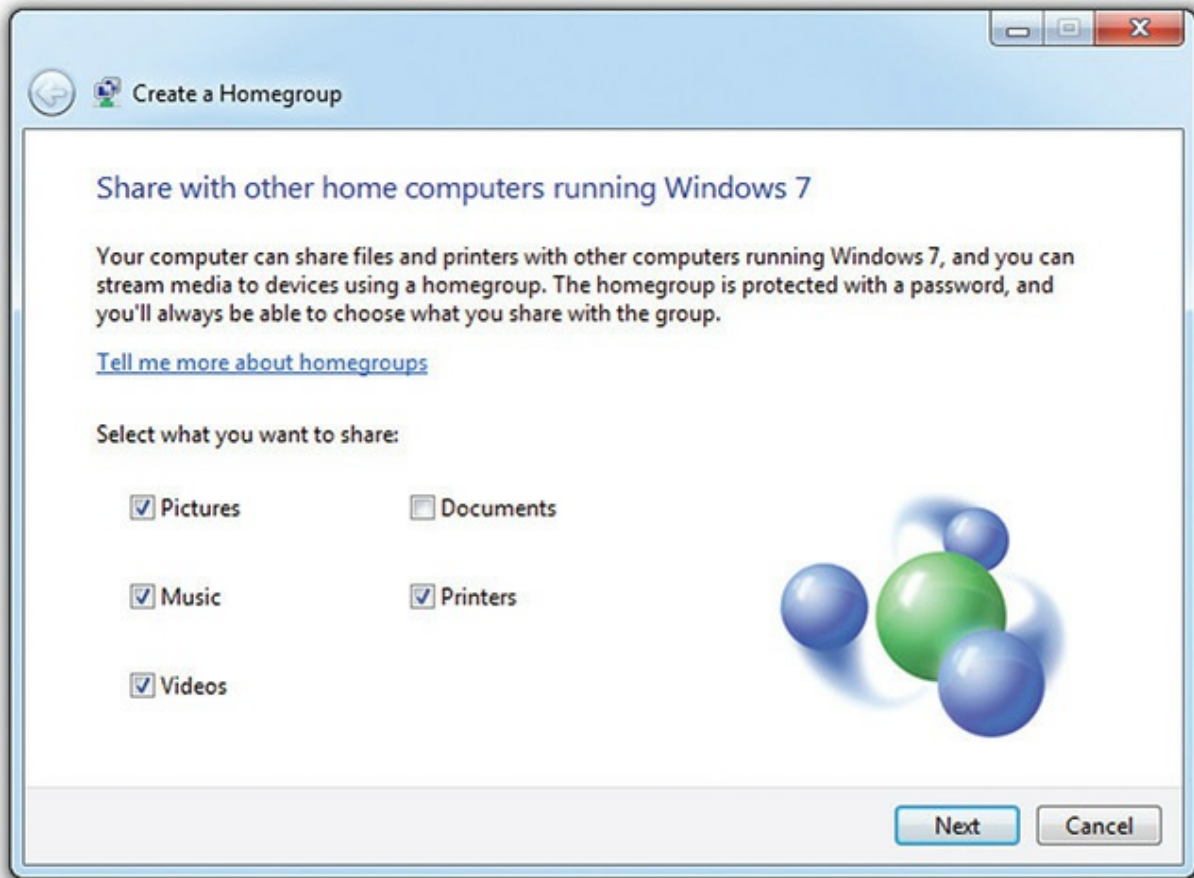 Create a Homegroup
Share with other home computers running Windows 7
Your computer can share files and printers with other computers running Windows 7, and you can
stream media to devices using a homegroup. The homegroup is protected with a password, and
you'll always be able to choose what you share with the group.
Tell me more about homegroups
Select what you want to share:
Pictures
Documents
Music
Printers
Videos
Next
Cancel